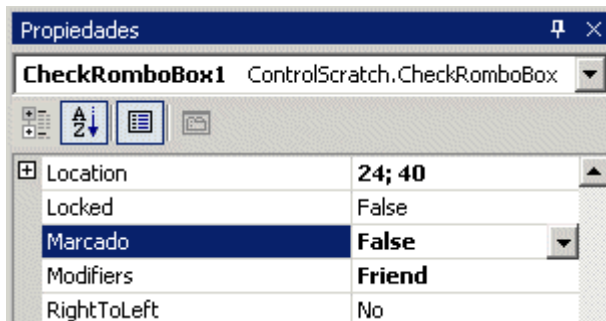 Propiedades
CheckRomboBox1 ControlScratch.CheckRomboBox
Location 24; 40
Locked False
Marcado False
Modifiers Friend
RightToLeft No